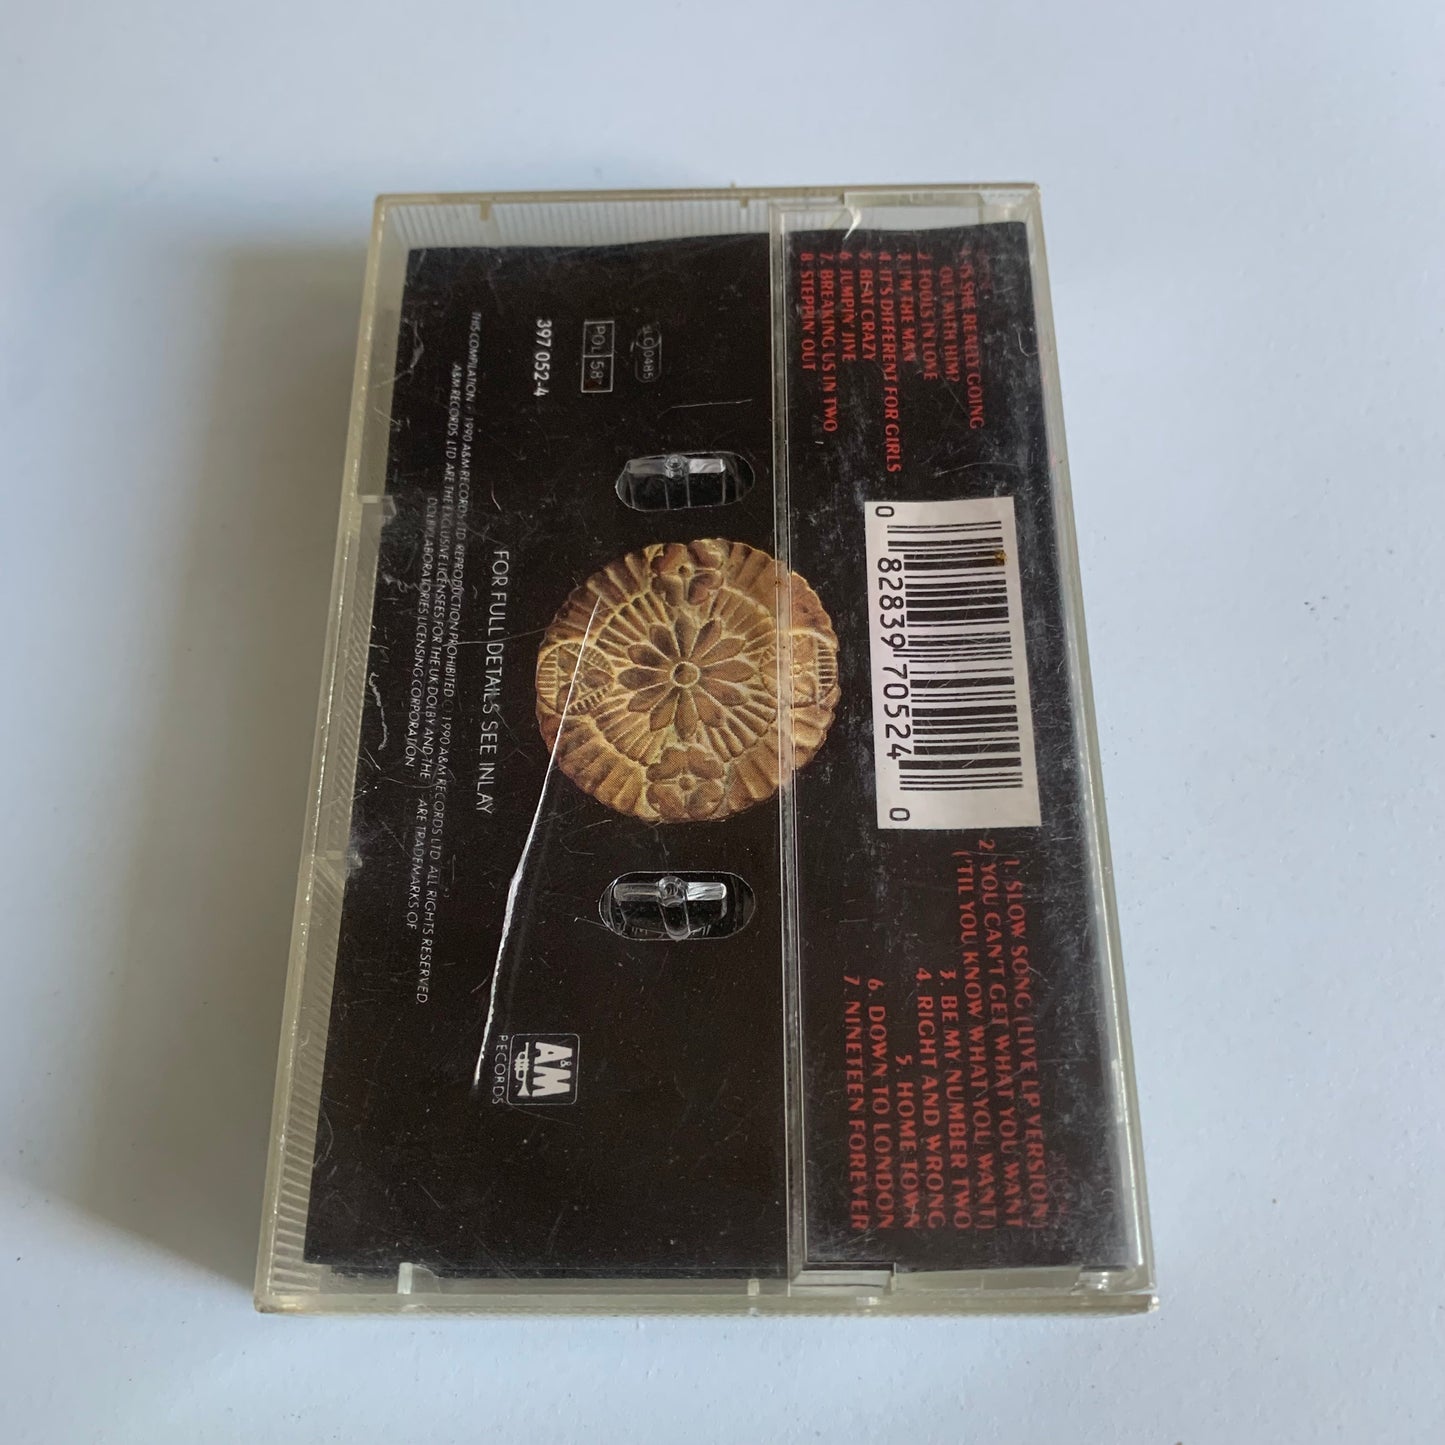 1. IS SHE REALLY GOING
OUT WITH HIM?
2. FOOLS IN LOVE
3. I'M THE MAN
4. IT'S DIFFERENT FOR GIRLS
5. BEAT CRAZY
6. JUMPIN' JIVE
7. BREAKING US IN TWO
8. STEPPIN' OUT
0 82839 70524 0
1. SLOW SONG (LIVE LP VERSION)
2. YOU CAN'T GET WHAT YOU WANT
('TIL YOU KNOW WHAT YOU WANT)
3. BE MY NUMBER TWO
4. RIGHT AND WRONG
5. HOME TOWN
6. DOWN TO LONDON
7. NINETEEN FOREVER
LC 0485
POL 58
397 052-4
FOR FULL DETAILS SEE INLAY
A&M
RECORDS
THIS COMPILATION ℗ 1990 A&M RECORDS LTD. REPRODUCTION PROHIBITED © 1990 A&M RECORDS LTD. ALL RIGHTS RESERVED.
A&M RECORDS LTD ARE THE EXCLUSIVE LICENSEES FOR THE UK. DOLBY AND THE ARE TRADEMARKS OF
DOLBY LABORATORIES LICENSING CORPORATION